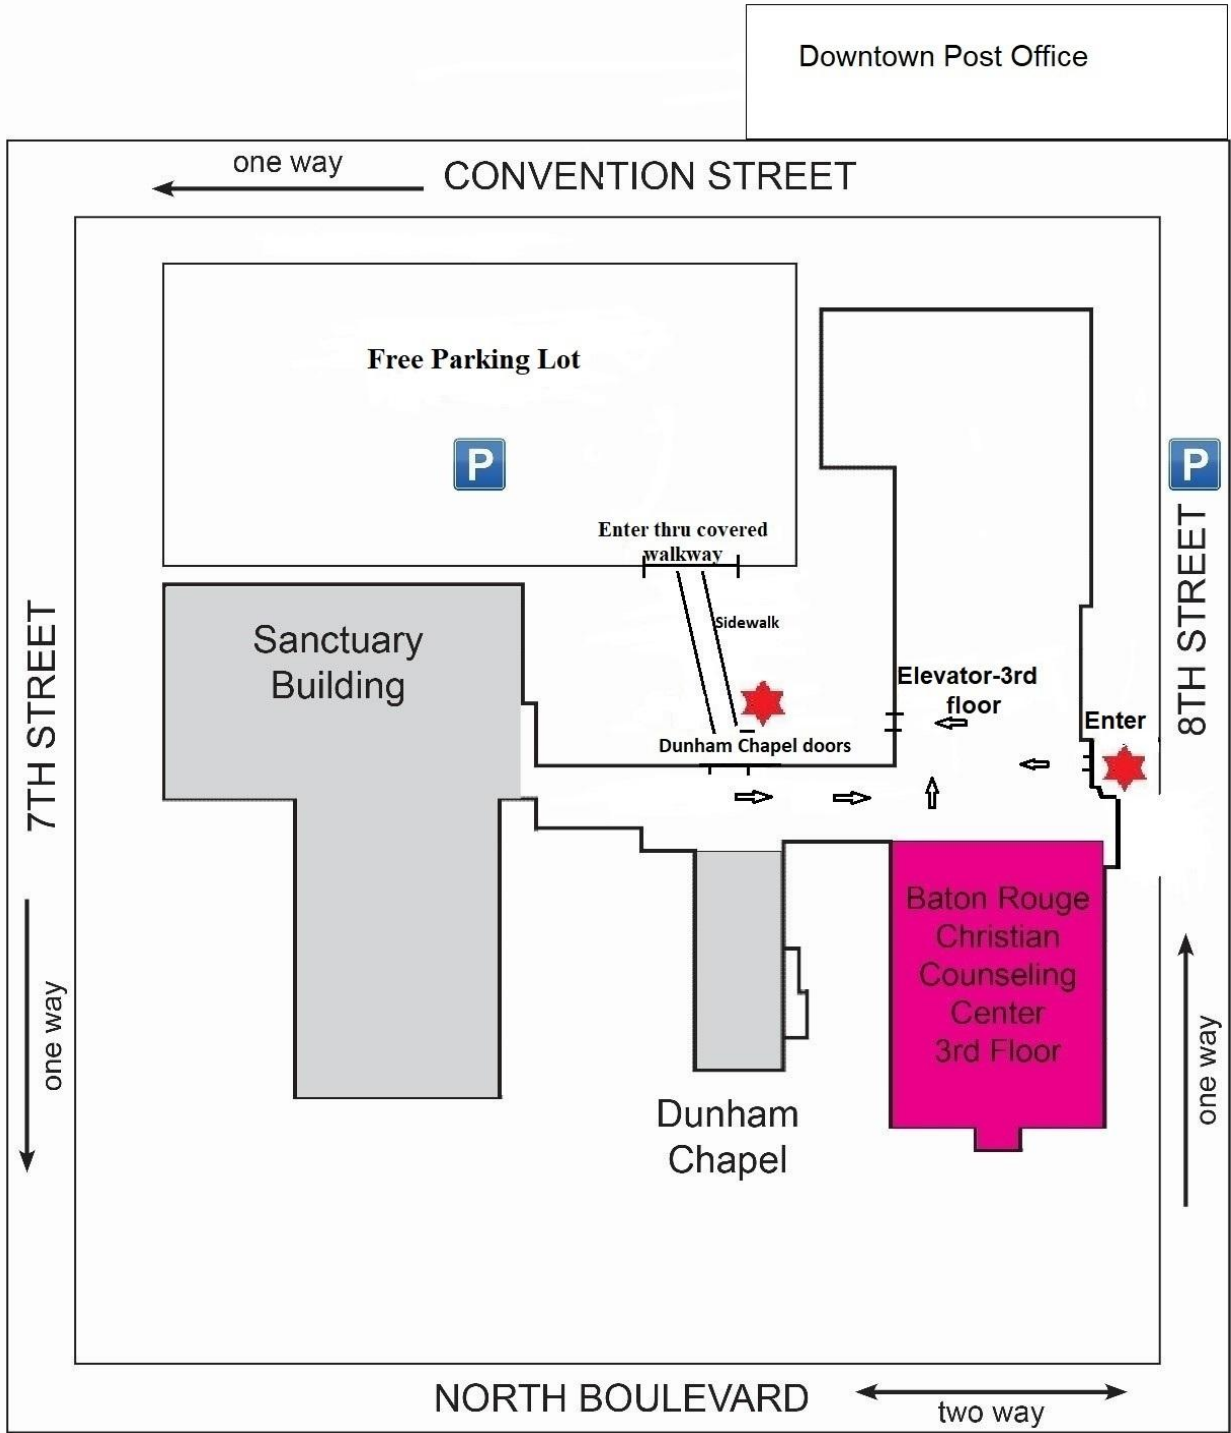 Downtown Post Office
one way
CONVENTION STREET
Free Parking Lot
P
P
Enter thru covered
walkway
Sidewalk
Sanctuary
Building
7TH STREET
8TH STREET
Elevator-3rd
floor
Enter
Dunham Chapel doors
Baton Rouge
Christian
Counseling
Center
3rd Floor
one way
one way
Dunham
Chapel
NORTH BOULEVARD
two way